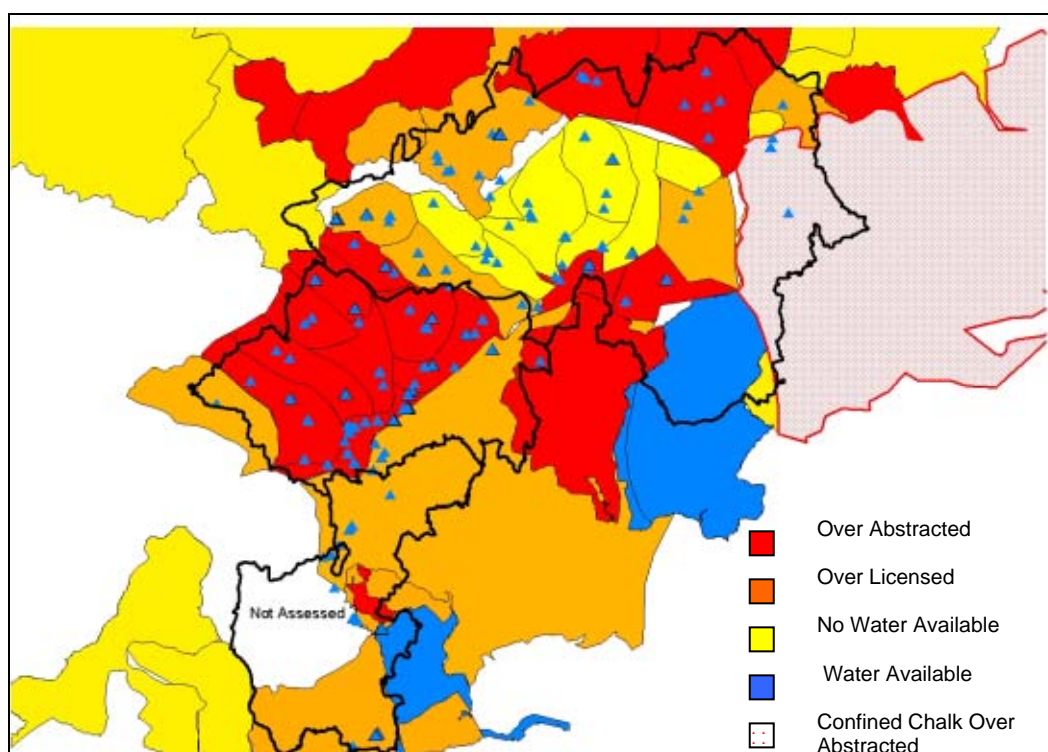 Not Assessed
Over Abstracted
Over Licensed
No Water Available
Water Available
Confined Chalk Over
Abstracted